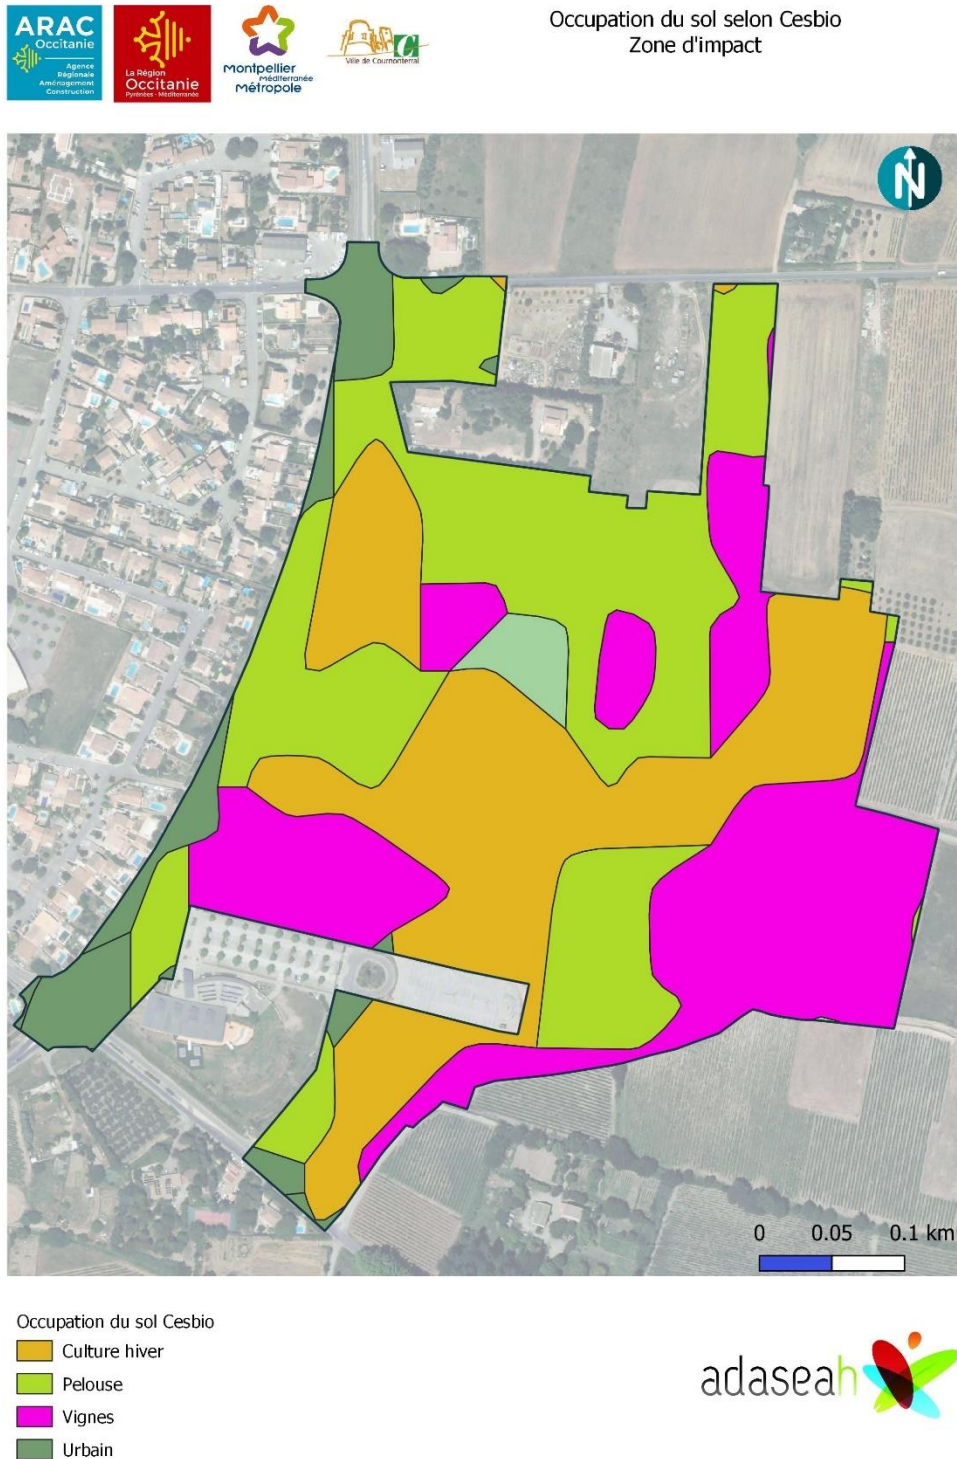 ARAC
Occitanie
Agence
Régionale
Aménagement
Construction
La Région
Occitanie
Pyrénées - Méditerranée
montpellier
Méditerranée
métropole
Ville de Cournonterral
C
Occupation du sol selon Cesbio
Zone d'impact
N
0 0.05 0.1 km
Occupation du sol Cesbio
Culture hiver
Pelouse
Vignes
Urbain
adaseah